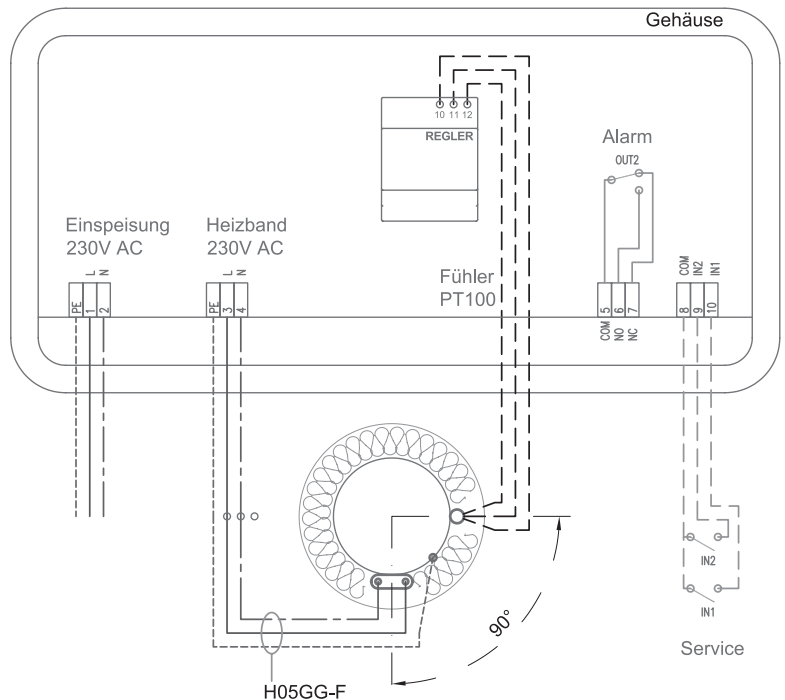 Gehäuse
10 11 12
REGLER
Alarm
OUT2
Einspeisung
230V AC
Heizband
230V AC
L
N
L
N
Fühler
PT100
COM
IN2
IN1
PE
1
2
PE
3
4
5
6
7
8
9
10
COM
NO
NC
IN2
IN1
90°
Service
H05GG-F